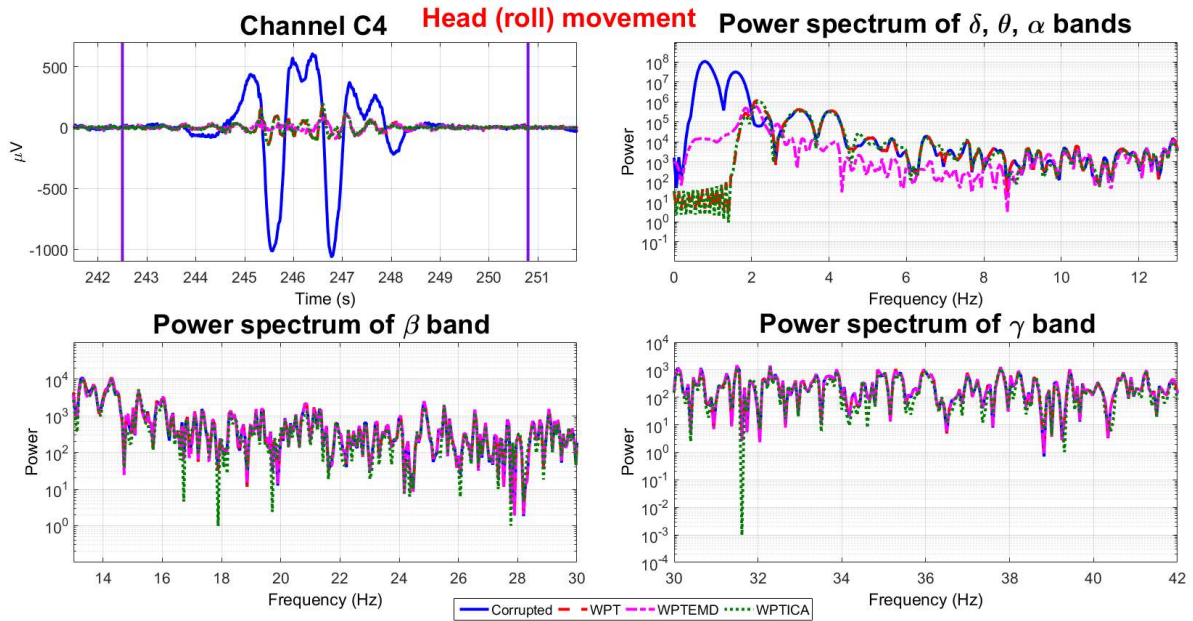 Head (roll) movement
Channel C4
500
0
-500
-1000
µV
242 243 244 245 246 247 248 249 250 251
Time (s)
Power spectrum of δ, θ, α bands
10^8
10^7
10^6
10^5
10^4
10^3
10^2
10^1
10^0
10^-1
Power
0 2 4 6 8 10 12
Frequency (Hz)
Power spectrum of β band
10^4
10^3
10^2
10^1
10^0
Power
14 16 18 20 22 24 26 28 30
Frequency (Hz)
Power spectrum of γ band
10^4
10^3
10^2
10^1
10^0
10^-1
10^-2
10^-3
10^-4
Power
30 32 34 36 38 40 42
Frequency (Hz)
Corrupted WPT WPTEMD WPTICA